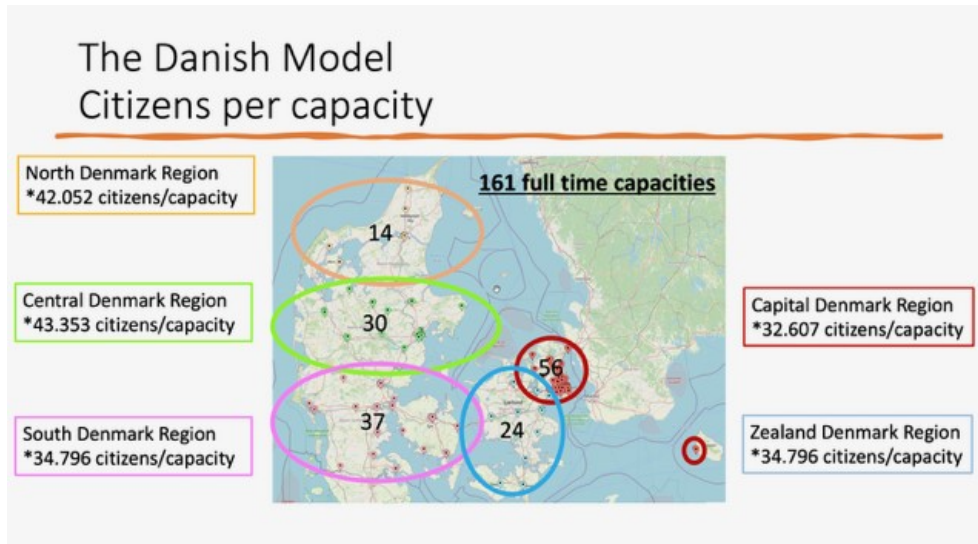 The Danish Model
Citizens per capacity
North Denmark Region
*42.052 citizens/capacity
161 full time capacities
14
Central Denmark Region
*43.353 citizens/capacity
30
Capital Denmark Region
*32.607 citizens/capacity
56
South Denmark Region
*34.796 citizens/capacity
37
24
Zealand Denmark Region
*34.796 citizens/capacity